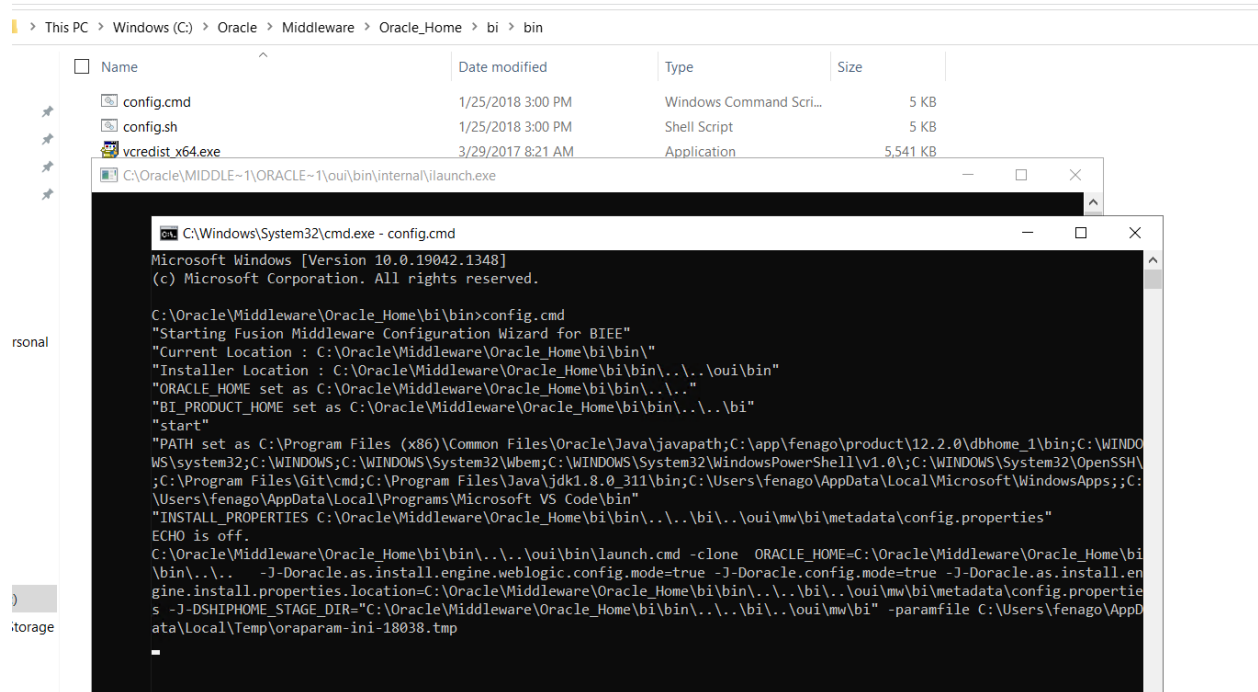 This PC > Windows (C:) > Oracle > Middleware > Oracle_Home > bi > bin
Name Date modified Type Size
config.cmd 1/25/2018 3:00 PM Windows Command Scri... 5 KB
config.sh 1/25/2018 3:00 PM Shell Script 5 KB
vcredist_x64.exe 3/29/2017 8:21 AM Application 5,541 KB
C:\Oracle\MIDDLE~1\ORACLE~1\oui\bin\internal\ilaunch.exe
C:\Windows\System32\cmd.exe - config.cmd
Microsoft Windows [Version 10.0.19042.1348]
(c) Microsoft Corporation. All rights reserved.
C:\Oracle\Middleware\Oracle_Home\bi\bin>config.cmd
"Starting Fusion Middleware Configuration Wizard for BIEE"
"Current Location : C:\Oracle\Middleware\Oracle_Home\bi\bin\"
"Installer Location : C:\Oracle\Middleware\Oracle_Home\bi\bin\..\..\oui\bin"
"ORACLE_HOME set as C:\Oracle\Middleware\Oracle_Home\bi\bin\..\.."
"BI_PRODUCT_HOME set as C:\Oracle\Middleware\Oracle_Home\bi\bin\..\..\bi"
"start"
"PATH set as C:\Program Files (x86)\Common Files\Oracle\Java\javapath;C:\app\fenago\product\12.2.0\dbhome_1\bin;C:\WINDO
WS\system32;C:\WINDOWS;C:\WINDOWS\System32\Wbem;C:\WINDOWS\System32\WindowsPowerShell\v1.0\;C:\WINDOWS\System32\OpenSSH\
;C:\Program Files\Git\cmd;C:\Program Files\Java\jdk1.8.0_311\bin;C:\Users\fenago\AppData\Local\Microsoft\WindowsApps;;C:
\Users\fenago\AppData\Local\Programs\Microsoft VS Code\bin"
"INSTALL_PROPERTIES C:\Oracle\Middleware\Oracle_Home\bi\bin\..\..\bi\..\oui\mw\bi\metadata\config.properties"
ECHO is off.
C:\Oracle\Middleware\Oracle_Home\bi\bin\..\..\oui\bin\launch.cmd -clone  ORACLE_HOME=C:\Oracle\Middleware\Oracle_Home\bi
\bin\..\..   -J-Doracle.as.install.engine.weblogic.config.mode=true -J-Doracle.config.mode=true -J-Doracle.as.install.en
gine.install.properties.location=C:\Oracle\Middleware\Oracle_Home\bi\bin\..\..\bi\..\oui\mw\bi\metadata\config.propertie
s -J-DSHIPHOME_STAGE_DIR="C:\Oracle\Middleware\Oracle_Home\bi\bin\..\..\bi\..\oui\mw\bi" -paramfile C:\Users\fenago\AppD
ata\Local\Temp\oraparam-ini-18038.tmp
rsonal
:)
Storage